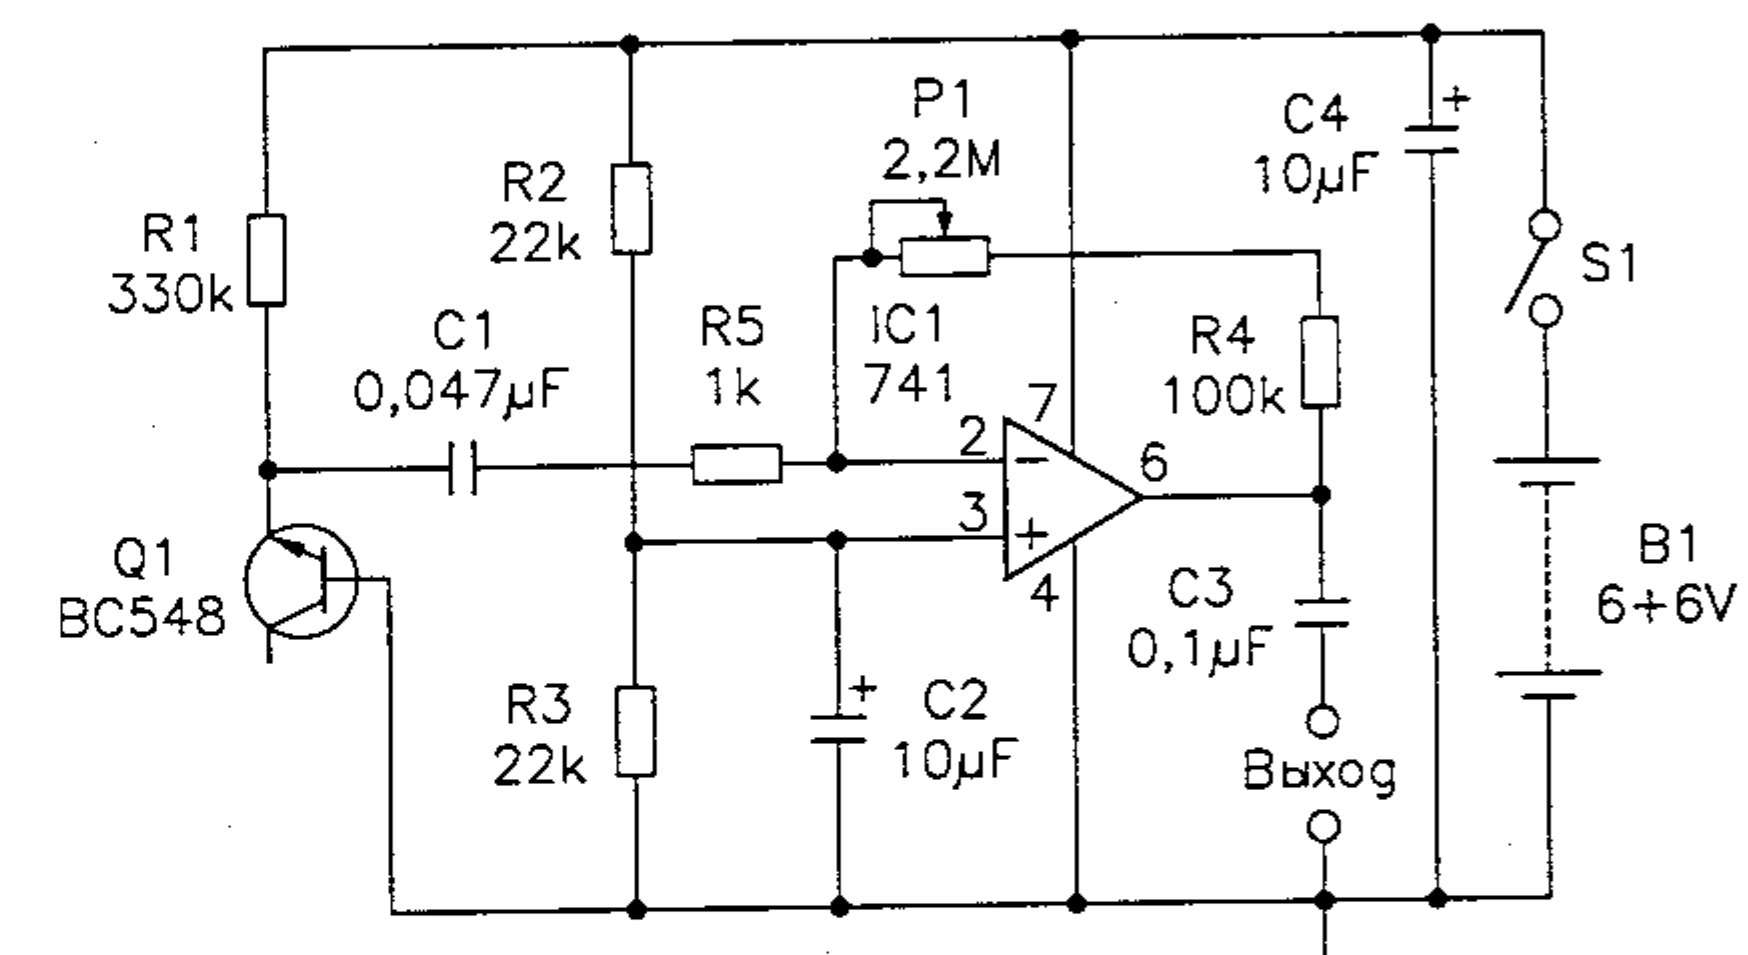 P1
2,2M
C4
+
10µF
R2
22k
R1
330k
S1
C1
0,047µF
R5
1k
IC1
741
R4
100k
7
2
−
6
3
+
4
Q1
BC548
C3
0,1µF
B1
6+6V
R3
22k
+
C2
10µF
Выход